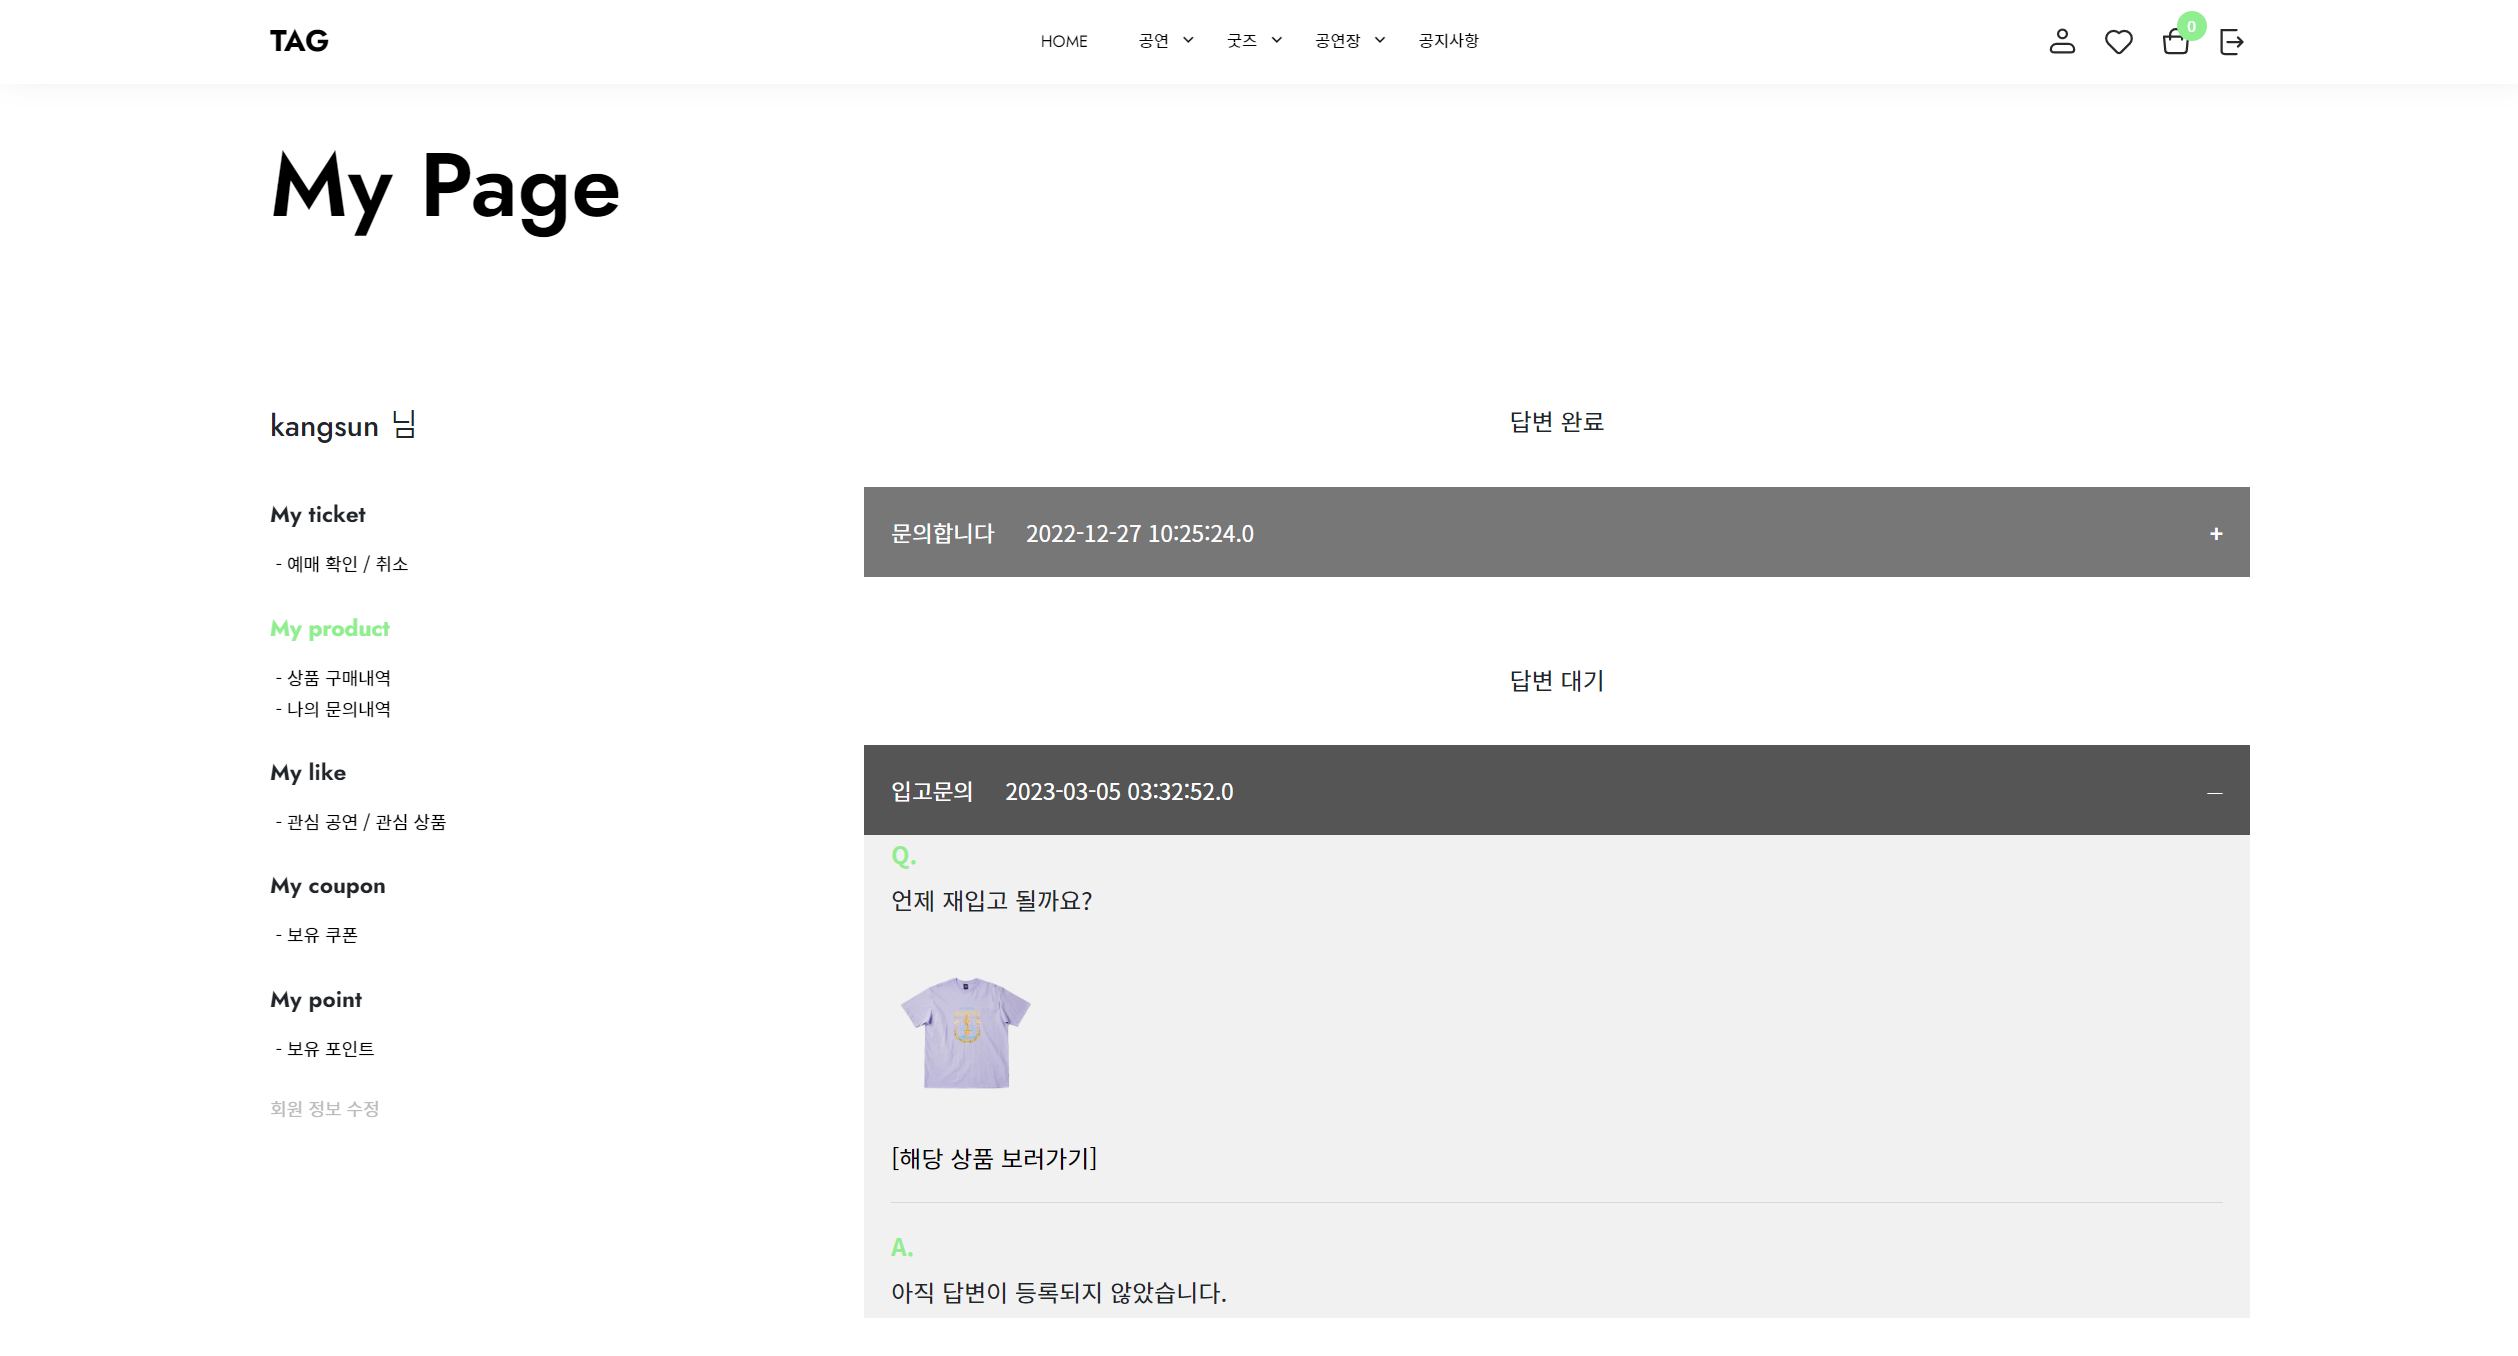 TAG
HOME 공연 굿즈 공연장 공지사항
0
My Page
kangsun 님
My ticket
- 예매 확인 / 취소
My product
- 상품 구매내역
- 나의 문의내역
My like
- 관심 공연 / 관심 상품
My coupon
- 보유 쿠폰
My point
- 보유 포인트
회원 정보 수정
답변 완료
문의합니다 2022-12-27 10:25:24.0 +
답변 대기
입고문의 2023-03-05 03:32:52.0 —
Q.
언제 재입고 될까요?
[해당 상품 보러가기]
A.
아직 답변이 등록되지 않았습니다.